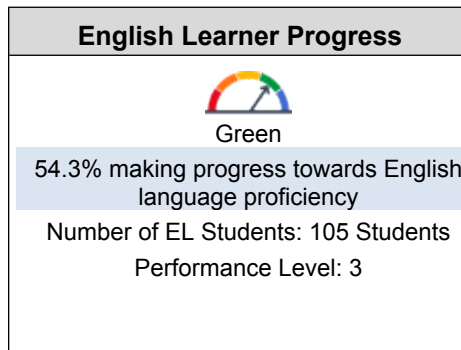 English Learner Progress
Green
54.3% making progress towards English
language proficiency
Number of EL Students: 105 Students
Performance Level: 3